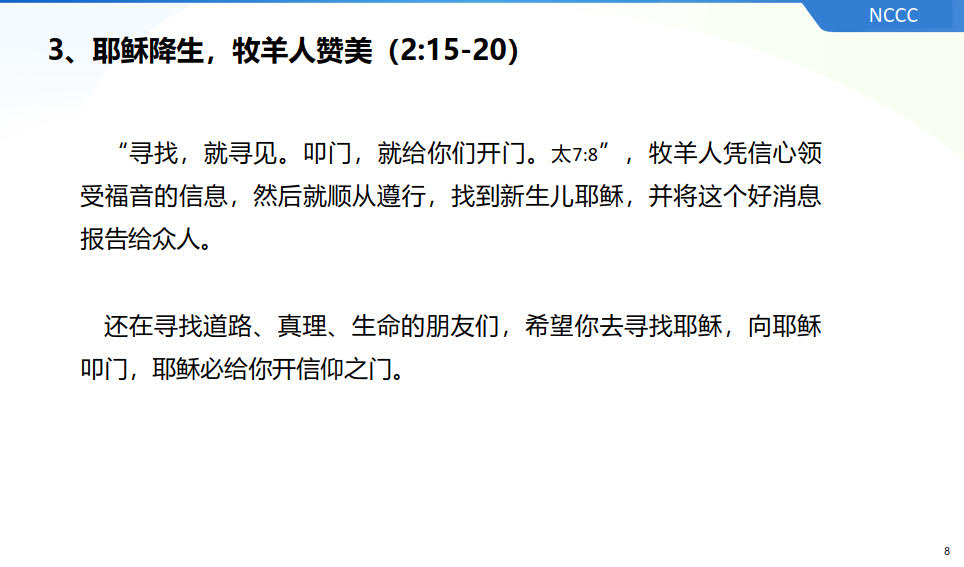 NCCC
3、耶稣降生，牧羊人赞美（2:15-20）
“寻找，就寻见。叩门，就给你们开门。太7:8”，牧羊人凭信心领
受福音的信息，然后就顺从遵行，找到新生儿耶稣，并将这个好消息
报告给众人。
还在寻找道路、真理、生命的朋友们，希望你去寻找耶稣，向耶稣
叩门，耶稣必给你开信仰之门。
8